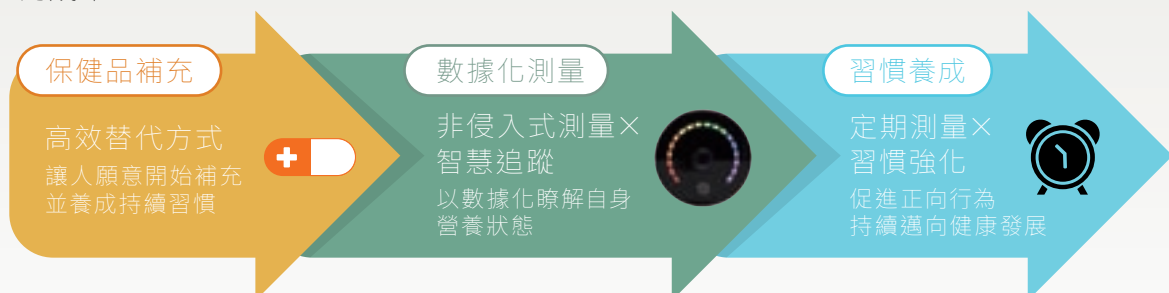 保健品補充
高效替代方式
讓人願意開始補充
並養成持續習慣
數據化測量
非侵入式測量×
智慧追蹤
以數據化瞭解自身
營養狀態
習慣養成
定期測量×
習慣強化
促進正向行為
持續邁向健康發展